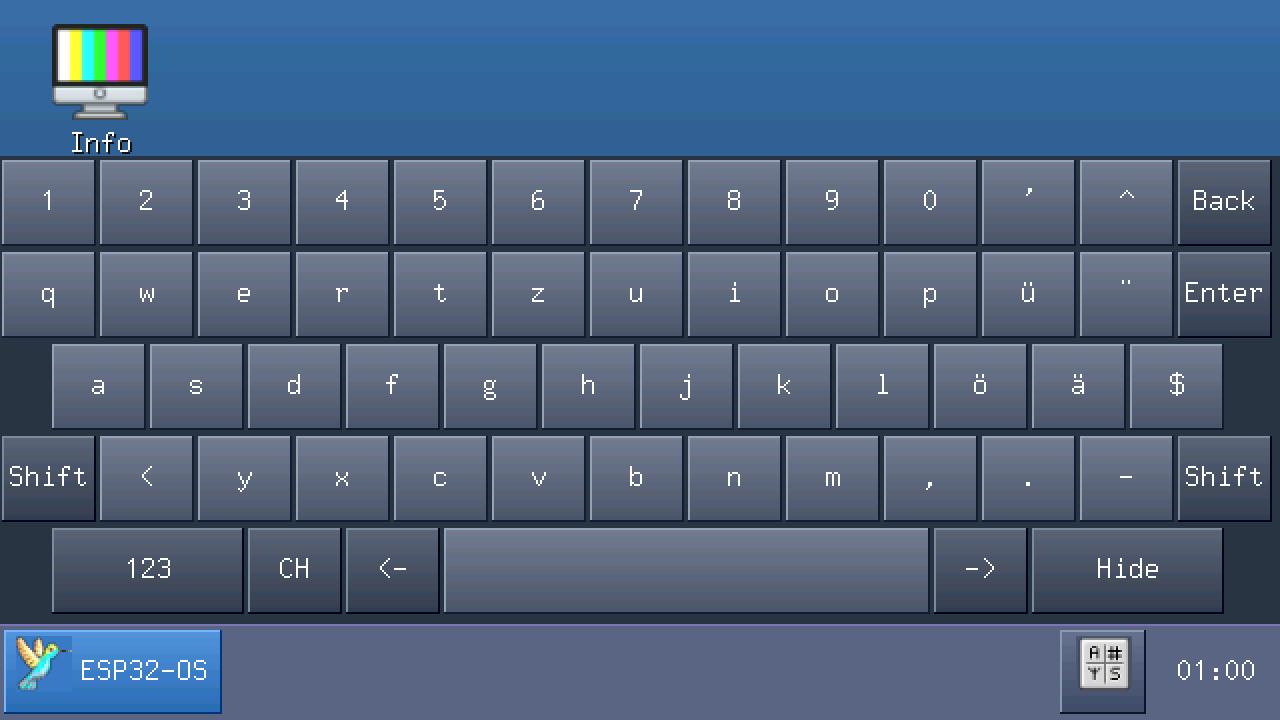 Info
1 2 3 4 5 6 7 8 9 0 ' ^ Back
q w e r t z u i o p ü ¨ Enter
a s d f g h j k l ö ä $
Shift < y x c v b n m , . - Shift
123 CH <- -> Hide
ESP32-OS A # Y S 01:00